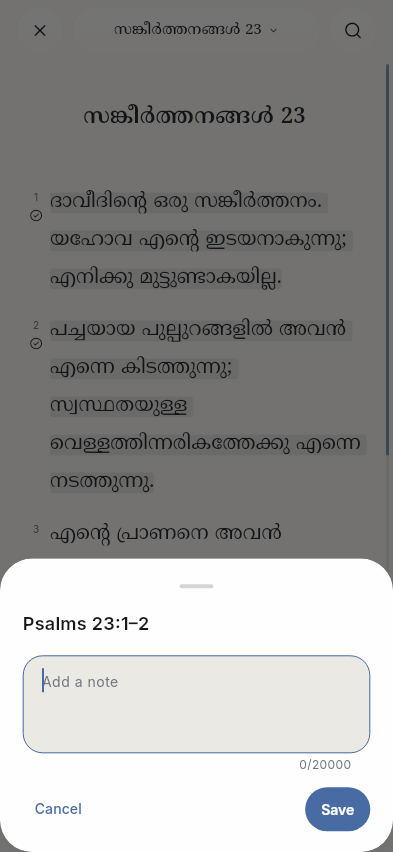 സങ്കീർത്തനങ്ങൾ 23
സങ്കീർത്തനങ്ങൾ 23
1 ദാവീദിന്റെ ഒരു സങ്കീർത്തനം.
യഹോവ എന്റെ ഇടയനാകുന്നു;
എനിക്കു മുട്ടുണ്ടാകയില്ല.
2 പച്ചയായ പുല്പുറങ്ങളിൽ അവൻ
എന്നെ കിടത്തുന്നു;
സ്വസ്ഥതയുള്ള
വെള്ളത്തിന്നരികത്തേക്കു എന്നെ
നടത്തുന്നു.
3 എന്റെ പ്രാണനെ അവൻ
Psalms 23:1–2
Add a note
0/20000
Cancel
Save